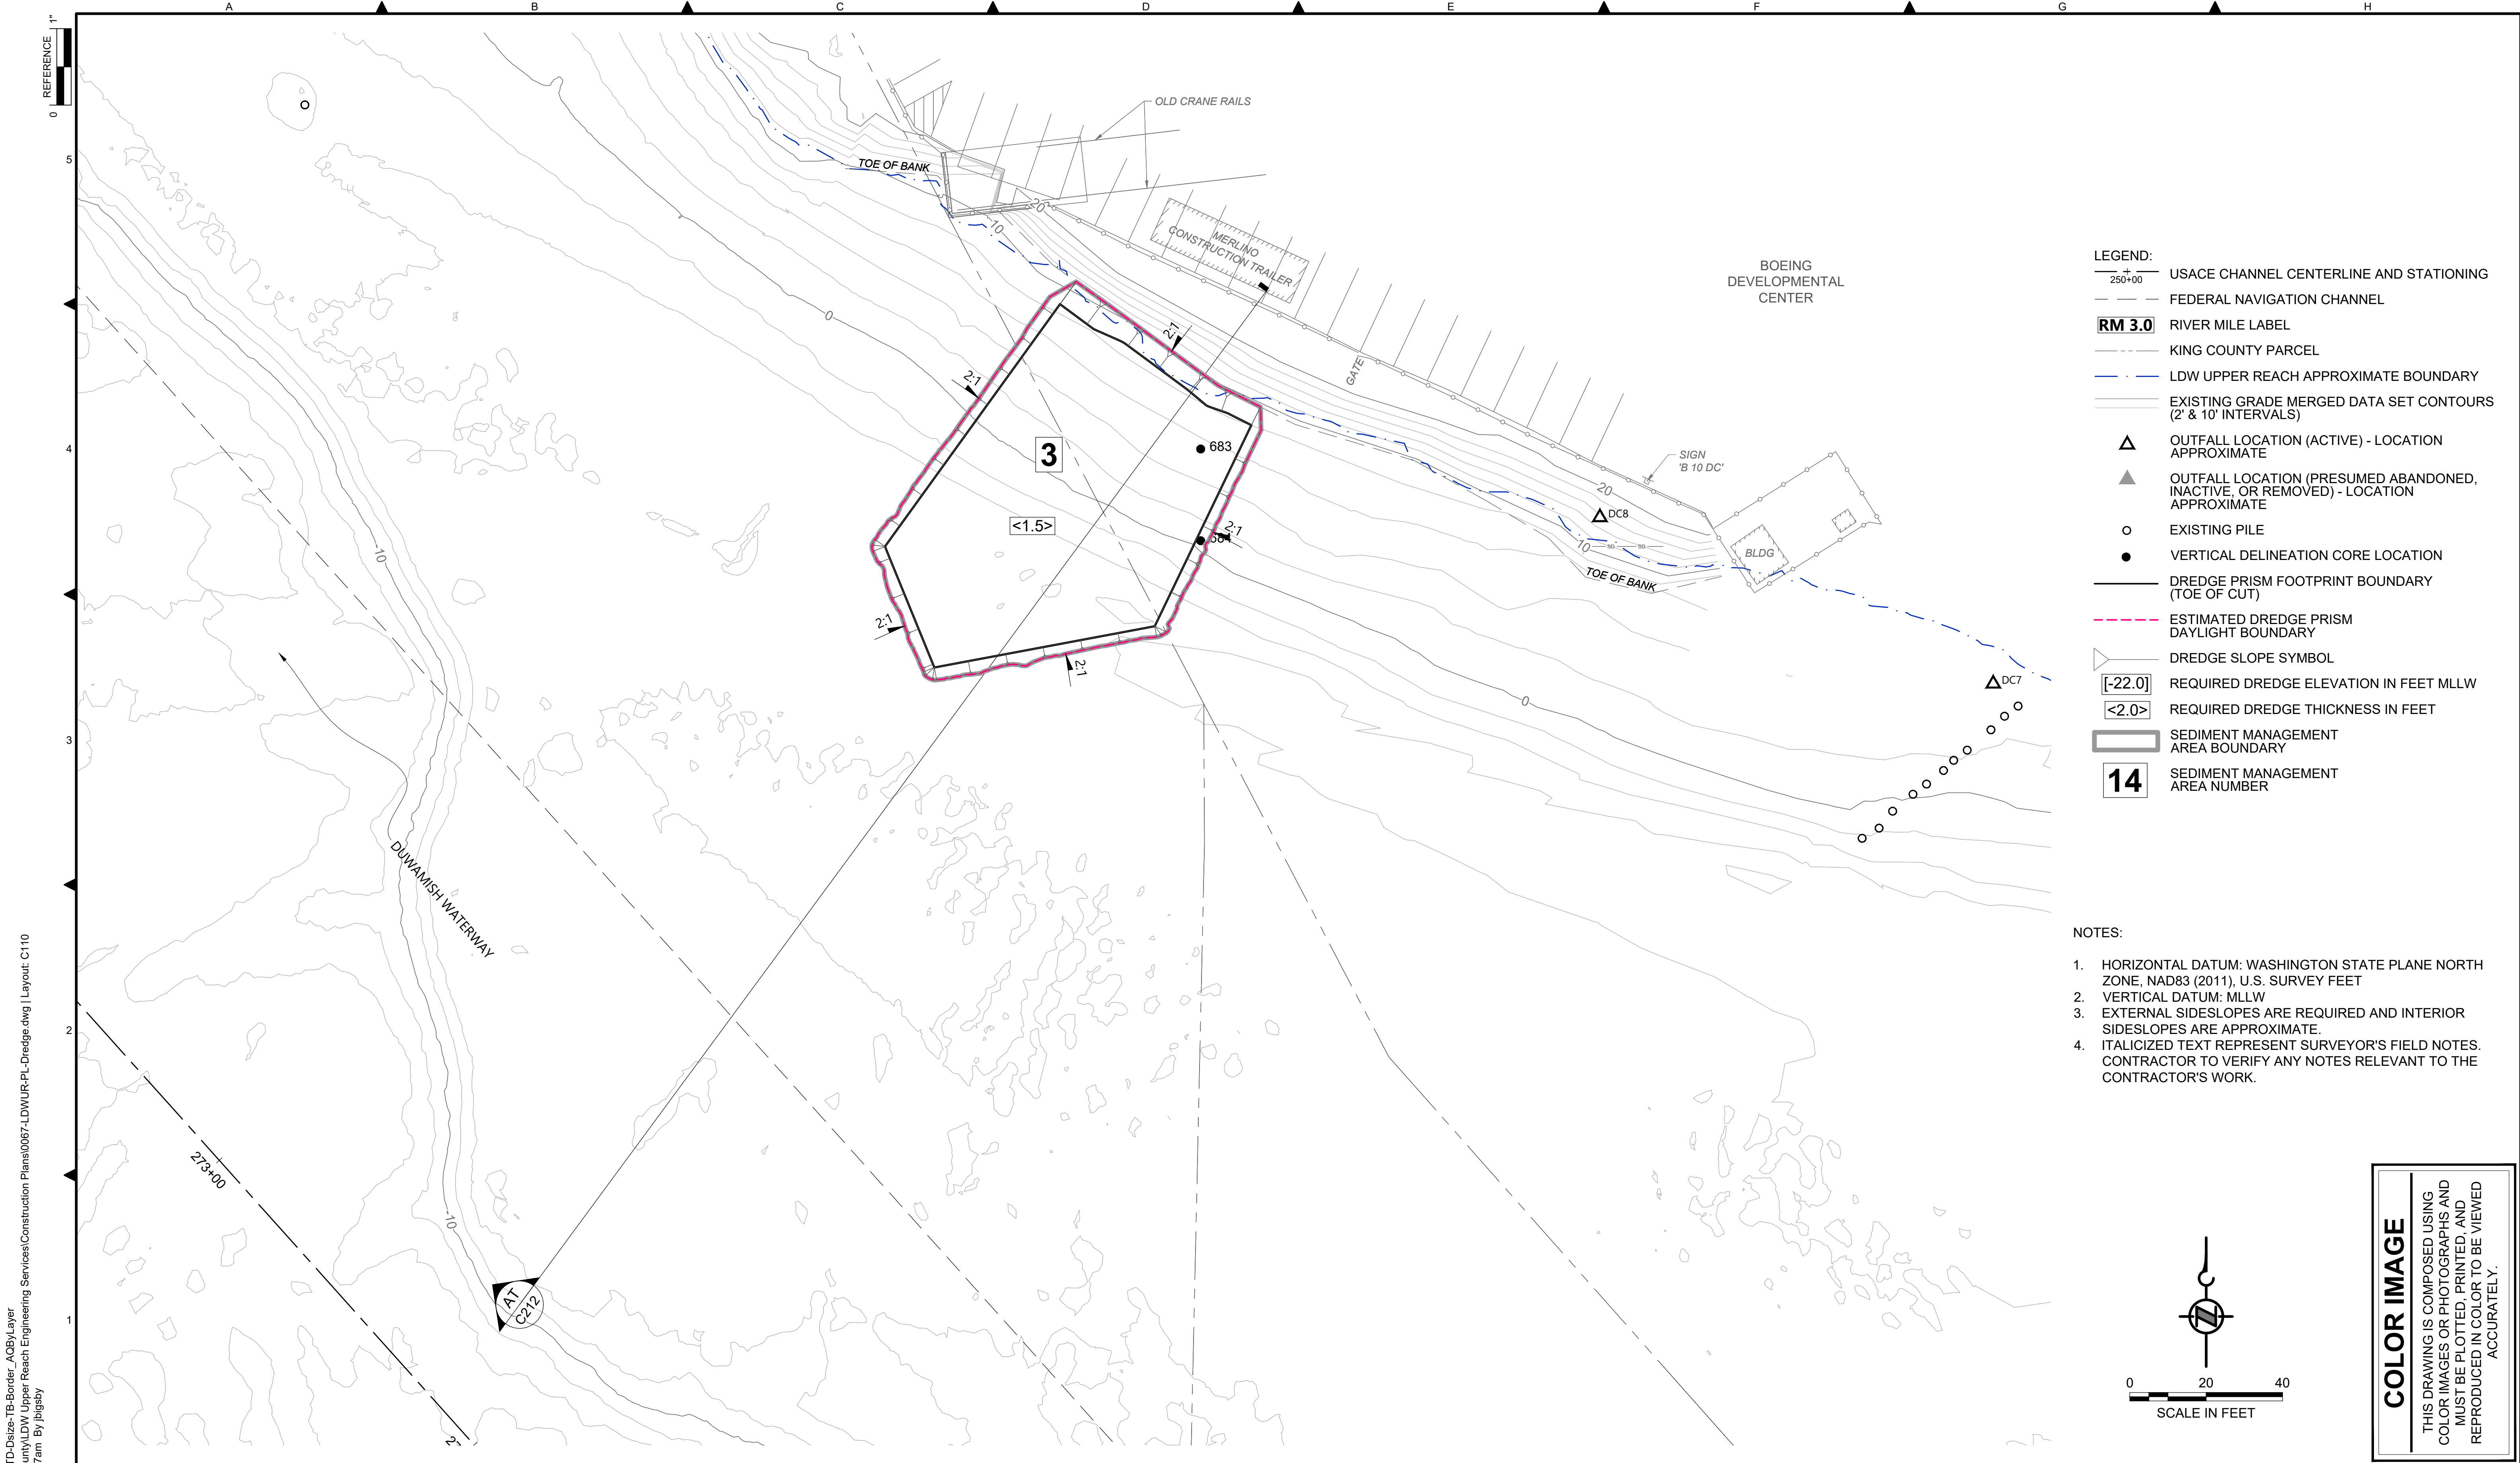 A
B
C
D
E
F
G
H
1"
REFERENCE
0
5
4
3
2
1
OLD CRANE RAILS
TOE OF BANK
20
10
MERLINO
CONSTRUCTION TRAILER
BOEING
DEVELOPMENTAL
CENTER
0
2:1
2:1
GATE
3
683
<1.5>
2:1
SIGN
'B 10 DC'
20
DC8
10
SD
SD
BLDG
TOE OF BANK
-10
2:1
2:1
0
DC7
DUWAMISH WATERWAY
273+00
-10
AT
C212
LEGEND:
250+00
USACE CHANNEL CENTERLINE AND STATIONING
FEDERAL NAVIGATION CHANNEL
RM 3.0
RIVER MILE LABEL
KING COUNTY PARCEL
LDW UPPER REACH APPROXIMATE BOUNDARY
EXISTING GRADE MERGED DATA SET CONTOURS
(2' & 10' INTERVALS)
OUTFALL LOCATION (ACTIVE) - LOCATION
APPROXIMATE
OUTFALL LOCATION (PRESUMED ABANDONED,
INACTIVE, OR REMOVED) - LOCATION
APPROXIMATE
EXISTING PILE
VERTICAL DELINEATION CORE LOCATION
DREDGE PRISM FOOTPRINT BOUNDARY
(TOE OF CUT)
ESTIMATED DREDGE PRISM
DAYLIGHT BOUNDARY
DREDGE SLOPE SYMBOL
[-22.0]
REQUIRED DREDGE ELEVATION IN FEET MLLW
<2.0>
REQUIRED DREDGE THICKNESS IN FEET
SEDIMENT MANAGEMENT
AREA BOUNDARY
14
SEDIMENT MANAGEMENT
AREA NUMBER
NOTES:
1. HORIZONTAL DATUM: WASHINGTON STATE PLANE NORTH
ZONE, NAD83 (2011), U.S. SURVEY FEET
2. VERTICAL DATUM: MLLW
3. EXTERNAL SIDESLOPES ARE REQUIRED AND INTERIOR
SIDESLOPES ARE APPROXIMATE.
4. ITALICIZED TEXT REPRESENT SURVEYOR'S FIELD NOTES.
CONTRACTOR TO VERIFY ANY NOTES RELEVANT TO THE
CONTRACTOR'S WORK.
0 20 40
SCALE IN FEET
COLOR IMAGE
THIS DRAWING IS COMPOSED USING
COLOR IMAGES OR PHOTOGRAPHS AND
MUST BE PLOTTED, PRINTED, AND
REPRODUCED IN COLOR TO BE VIEWED
ACCURATELY.
TD-Dsize-TB-Border_AQByLayer
unty\LDW Upper Reach Engineering Services\Construction Plans\0067-LDWUR-PL-Dredge.dwg | Layout: C110
7am By jbigsby